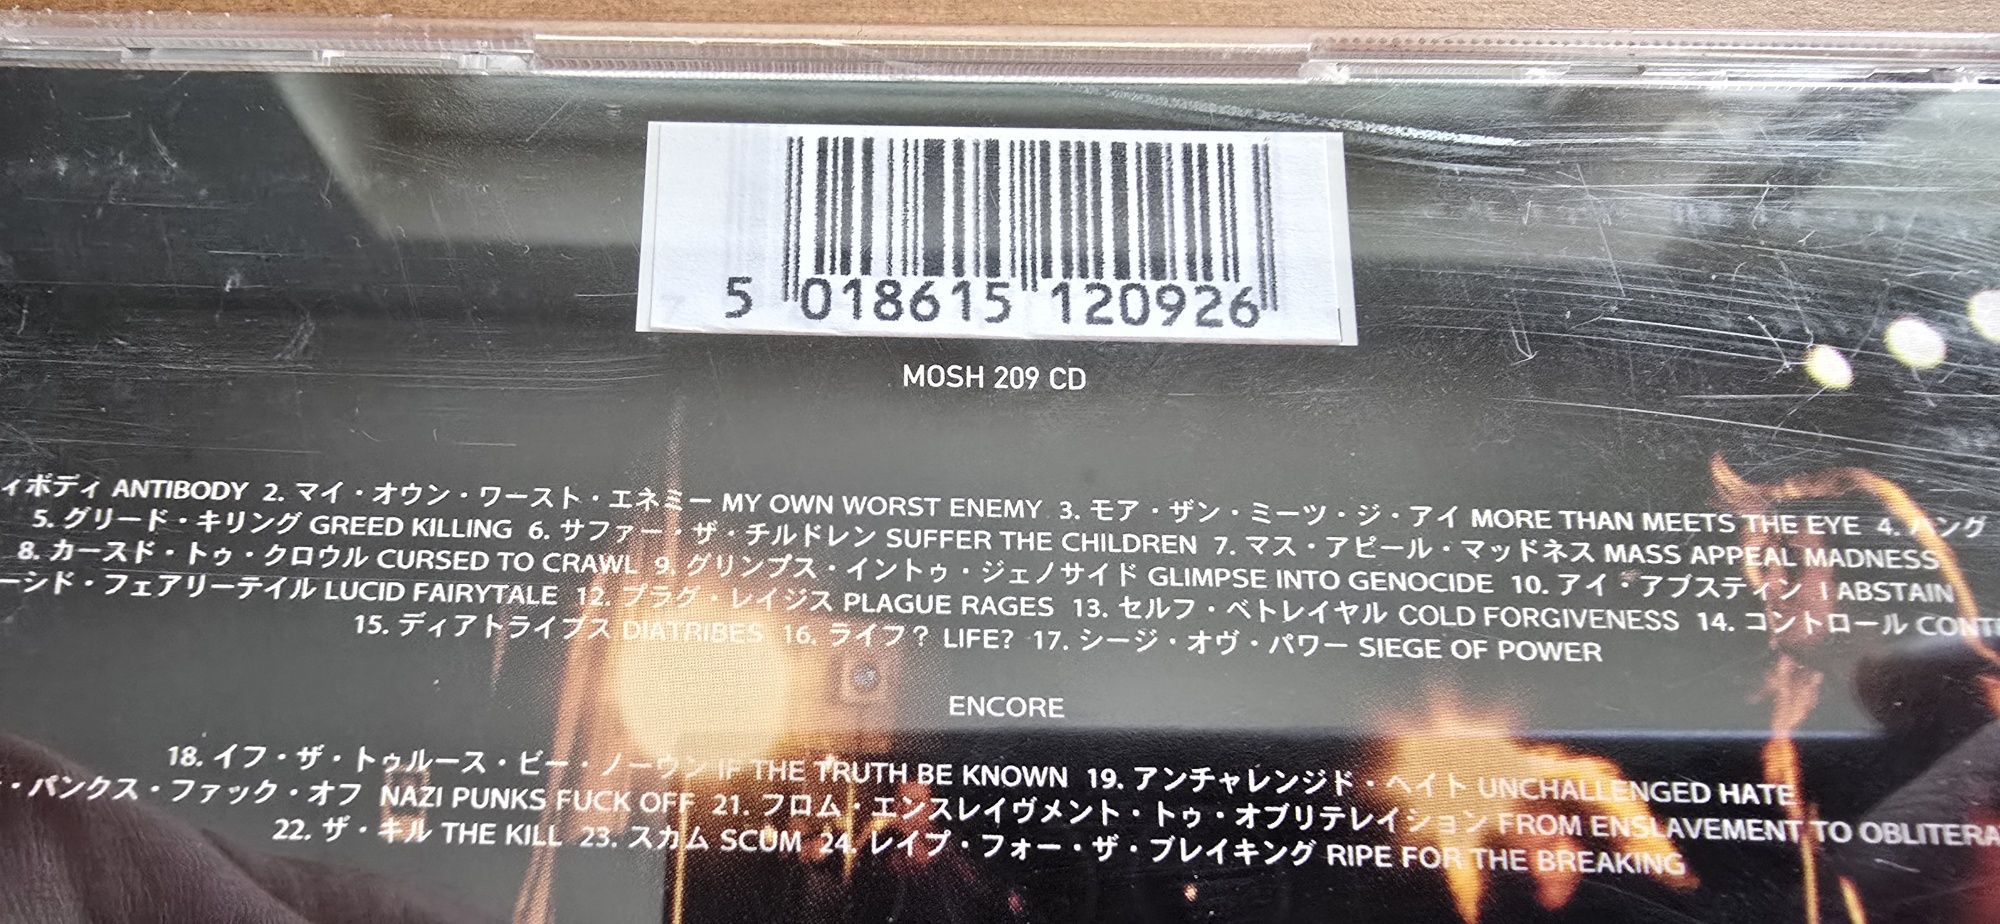 5 018615 120926
MOSH 209 CD
ィボディ ANTIBODY 2. マイ・オウン・ワースト・エネミー MY OWN WORST ENEMY 3. モア・ザン・ミーツ・ジ・アイ MORE THAN MEETS THE EYE 4. ハング
5. グリード・キリング GREED KILLING 6. サファー・ザ・チルドレン SUFFER THE CHILDREN 7. マス・アピール・マッドネス MASS APPEAL MADNESS
8. カースド・トゥ・クロウル CURSED TO CRAWL 9. グリンプス・イントゥ・ジェノサイド GLIMPSE INTO GENOCIDE 10. アイ・アブスティン I ABSTAIN
ーシド・フェアリーテイル LUCID FAIRYTALE 12. プラグ・レイジス PLAGUE RAGES 13. セルフ・ベトレイヤル COLD FORGIVENESS 14. コントロール CONT
15. ディアトライブス DIATRIBES 16. ライフ? LIFE? 17. シージ・オヴ・パワー SIEGE OF POWER
ENCORE
18. イフ・ザ・トゥルース・ビー・ノーウン IF THE TRUTH BE KNOWN 19. アンチャレンジド・ヘイト UNCHALLENGED HATE
・パンクス・ファック・オフ NAZI PUNKS FUCK OFF 21. フロム・エンスレイヴメント・トゥ・オブリテレイション FROM ENSLAVEMENT TO OBLITERA
22. ザ・キル THE KILL 23. スカム SCUM 24. レイプ・フォー・ザ・ブレイキング RIPE FOR THE BREAKING